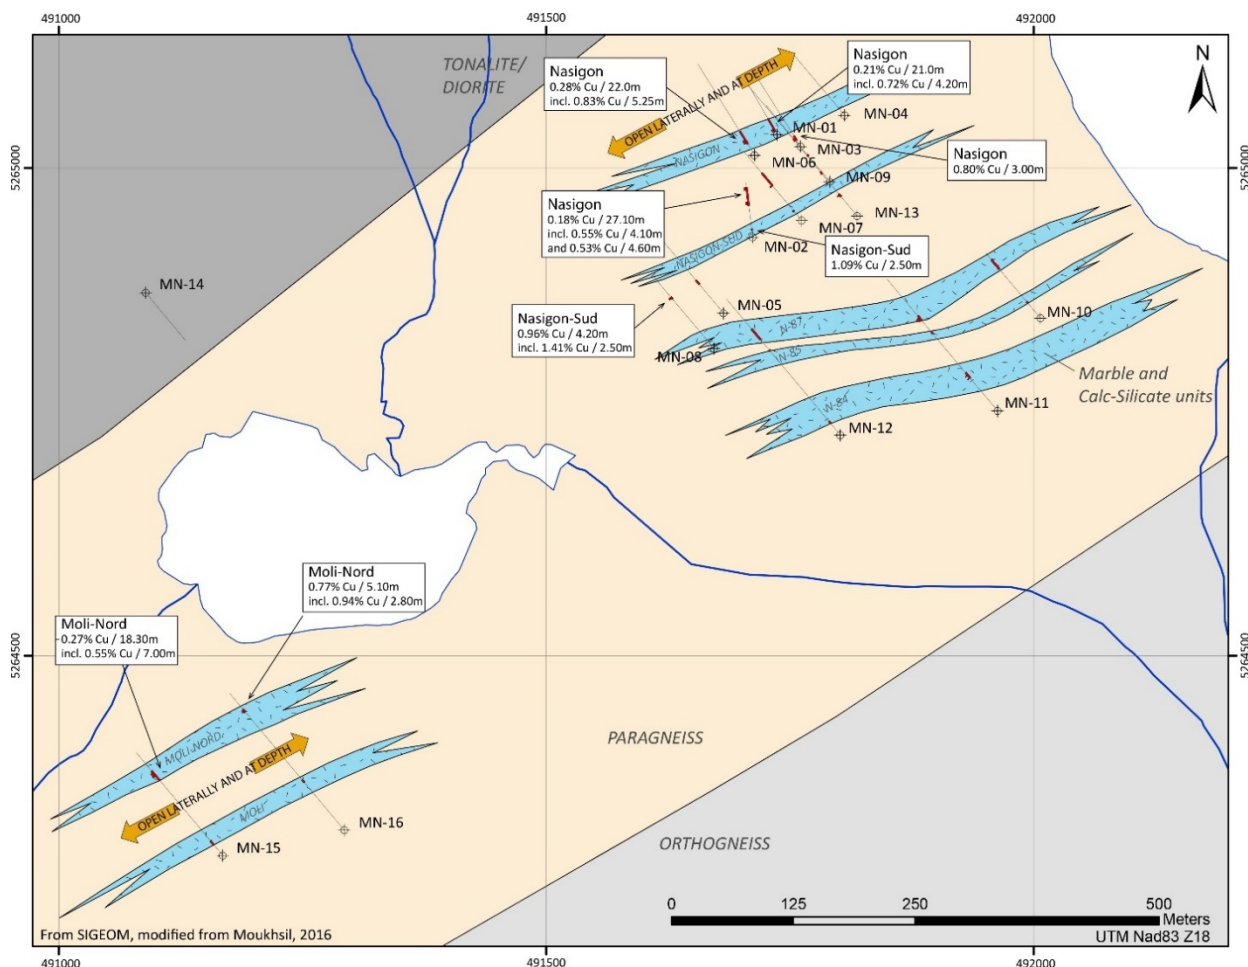 491000
491500
492000
TONALITE/
DIORITE
Nasigon
0.28% Cu / 22.0m
incl. 0.83% Cu / 5.25m
Nasigon
0.21% Cu / 21.0m
incl. 0.72% Cu / 4.20m
N
OPEN LATERALLY AND AT DEPTH
MN-04
MN-01
MN-03
MN-06
NASIGON
Nasigon
0.80% Cu / 3.00m
5265000
5265000
MN-09
Nasigon
0.18% Cu / 27.10m
incl. 0.55% Cu / 4.10m
and 0.53% Cu / 4.60m
MN-13
MN-07
MN-02
NASIGON-SUD
Nasigon-Sud
1.09% Cu / 2.50m
MN-14
MN-05
Nasigon-Sud
0.96% Cu / 4.20m
incl. 1.41% Cu / 2.50m
MN-10
N-87
MN-08
N-85
Marble and
Calc-Silicate units
N-84
MN-11
MN-12
Moli-Nord
0.77% Cu / 5.10m
incl. 0.94% Cu / 2.80m
Moli-Nord
0.27% Cu / 18.30m
incl. 0.55% Cu / 7.00m
5264500
5264500
MOLI-NORD
PARAGNEISS
OPEN LATERALLY AND AT DEPTH
MOLI
MN-16
MN-15
ORTHOGNEISS
0
125
250
500
Meters
From SIGEOM, modified from Moukhsil, 2016
UTM Nad83 Z18
491000
491500
492000